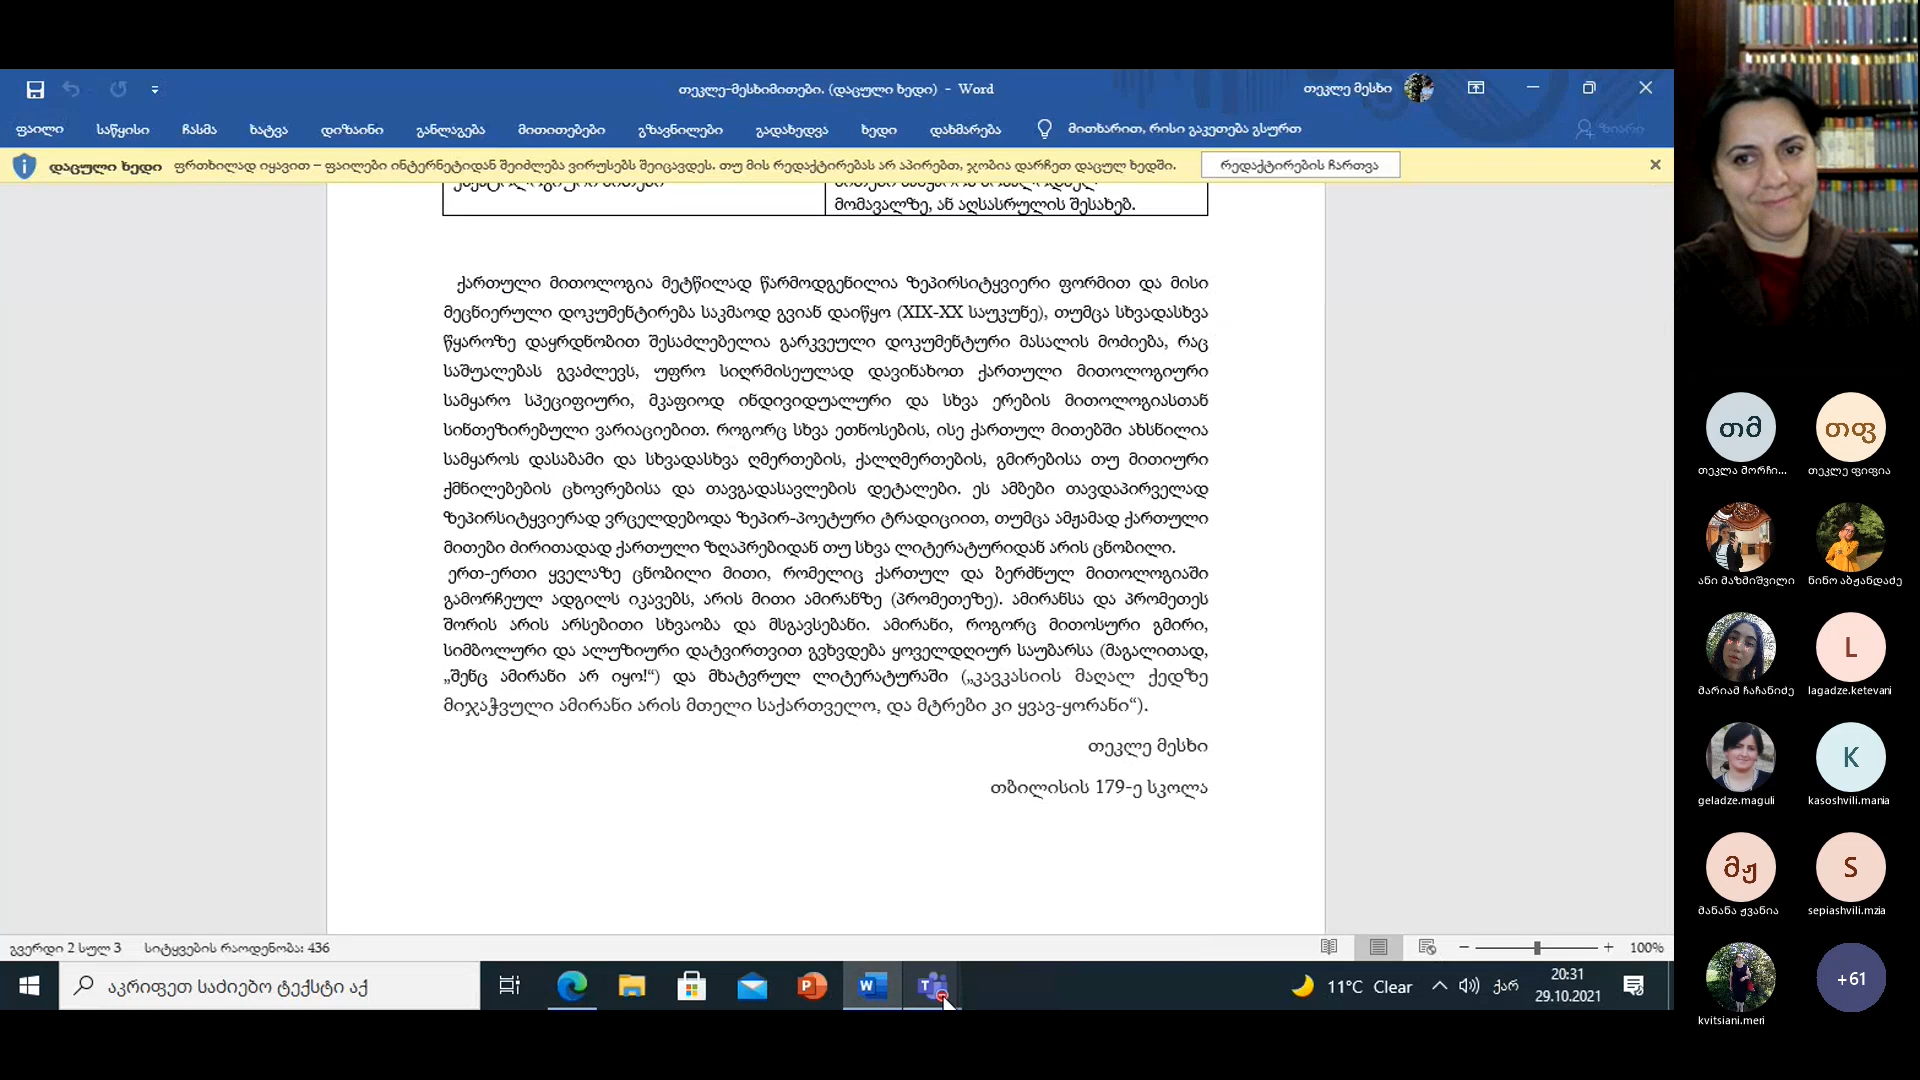 თეკლე-მესხიმითები. (დაცული ხედი) - Word
თეკლე მესხი
ფაილი საწყისი ჩასმა ხატვა დიზაინი განლაგება მითითებები გზავნილები გადახედვა ხედი დახმარება მითხარით, რისი გაკეთება გსურთ ზიარი
დაცული ხედი ფრთხილად იყავით – ფაილები ინტერნეტიდან შეიძლება ვირუსებს შეიცავდეს. თუ მის რედაქტირებას არ აპირებთ, ჯობია დარჩეთ დაცულ ხედში. რედაქტირების ჩართვა
მომავალზე, ან აღსასრულის შესახებ.
ქართული მითოლოგია მეტწილად წარმოდგენილია ზეპირსიტყვიერი ფორმით და მისი
მეცნიერული დოკუმენტირება საკმაოდ გვიან დაიწყო (XIX-XX საუკუნე), თუმცა სხვადასხვა
წყაროზე დაყრდნობით შესაძლებელია გარკვეული დოკუმენტური მასალის მოძიება, რაც
საშუალებას გვაძლევს, უფრო სიღრმისეულად დავინახოთ ქართული მითოლოგიური
სამყარო სპეციფიური, მკაფიოდ ინდივიდუალური და სხვა ერების მითოლოგიასთან
სინთეზირებული ვარიაციებით. როგორც სხვა ეთნოსების, ისე ქართულ მითებში ახსნილია
სამყაროს დასაბამი და სხვადასხვა ღმერთების, ქალღმერთების, გმირებისა თუ მითიური
ქმნილებების ცხოვრებისა და თავგადასავლების დეტალები. ეს ამბები თავდაპირველად
ზეპირსიტყვიერად ვრცელდებოდა ზეპირ-პოეტური ტრადიციით, თუმცა ამჟამად ქართული
მითები ძირითადად ქართული ზღაპრებიდან თუ სხვა ლიტერატურიდან არის ცნობილი.
ერთ-ერთი ყველაზე ცნობილი მითი, რომელიც ქართულ და ბერძნულ მითოლოგიაში
გამორჩეულ ადგილს იკავებს, არის მითი ამირანზე (პრომეთეზე). ამირანსა და პრომეთეს
შორის არის არსებითი სხვაობა და მსგავსებანი. ამირანი, როგორც მითოსური გმირი,
სიმბოლური და ალუზიური დატვირთვით გვხვდება ყოველდღიურ საუბარსა (მაგალითად,
„შენც ამირანი არ იყო!“) და მხატვრულ ლიტერატურაში („კავკასიის მაღალ ქედზე
მიჯაჭვული ამირანი არის მთელი საქართველო, და მტრები კი ყვავ-ყორანი“).
თეკლე მესხი
თბილისის 179-ე სკოლა
გვერდი 2 სულ 3 სიტყვების რაოდენობა: 436
100%
აკრიფეთ საძიებო ტექსტი აქ
11°C Clear ქარ
20:31
29.10.2021
თმ თფ
თეკლა მორჩი... თეკლე ფიფია
ანი მაზმიშვილი ნინო აბჟანდაძე
L
მარიამ ჩაჩანიძე lagadze.ketevani
K
geladze.maguli kasoshvili.mania
მჟ S
მანანა ჟვანია sepiashvili.mzia
+61
kvitsiani.meri